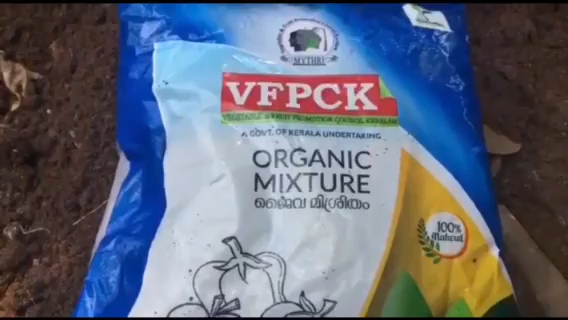 MYTHRI
VFPCK
VEGETABLE & FRUIT PROMOTION COUNCIL KERALAM
A GOVT. OF KERALA UNDERTAKING
ORGANIC
MIXTURE
ജൈവ മിശ്രിതം
100%
Natural